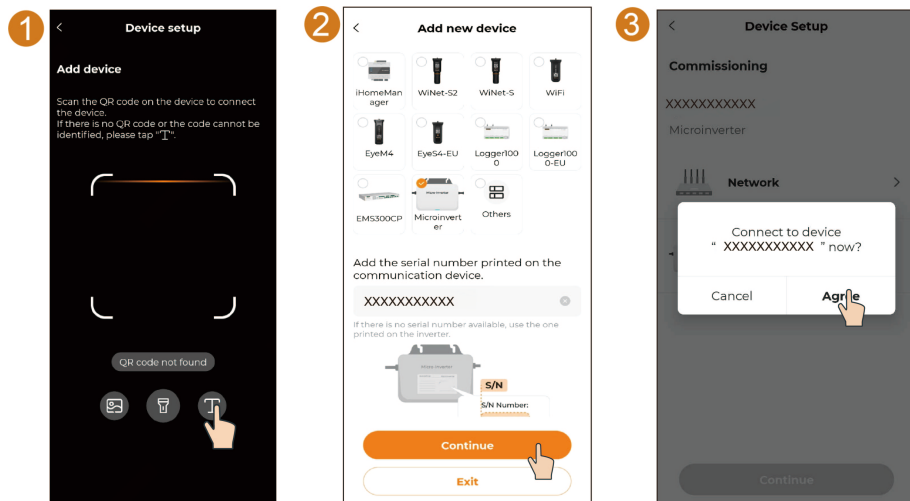 1
Device setup
Add device
Scan the QR code on the device to connect
the device.
If there is no QR code or the code cannot be
identified, please tap "T".
QR code not found
T
2
Add new device
iHomeMan
ager
WiNet-S2
WiNet-S
WiFi
EyeM4
EyeS4-EU
Logger100
0
Logger100
0-EU
EMS300CP
Microinvert
er
Others
Add the serial number printed on the
communication device.
XXXXXXXXXXX
If there is no serial number available, use the one
printed on the inverter.
Micro Inverter
S/N
S/N Number:
Continue
Exit
3
Device Setup
Commissioning
XXXXXXXXXXX
Microinverter
Network
Connect to device
“ XXXXXXXXXXX ” now?
Cancel
Agree
Continue